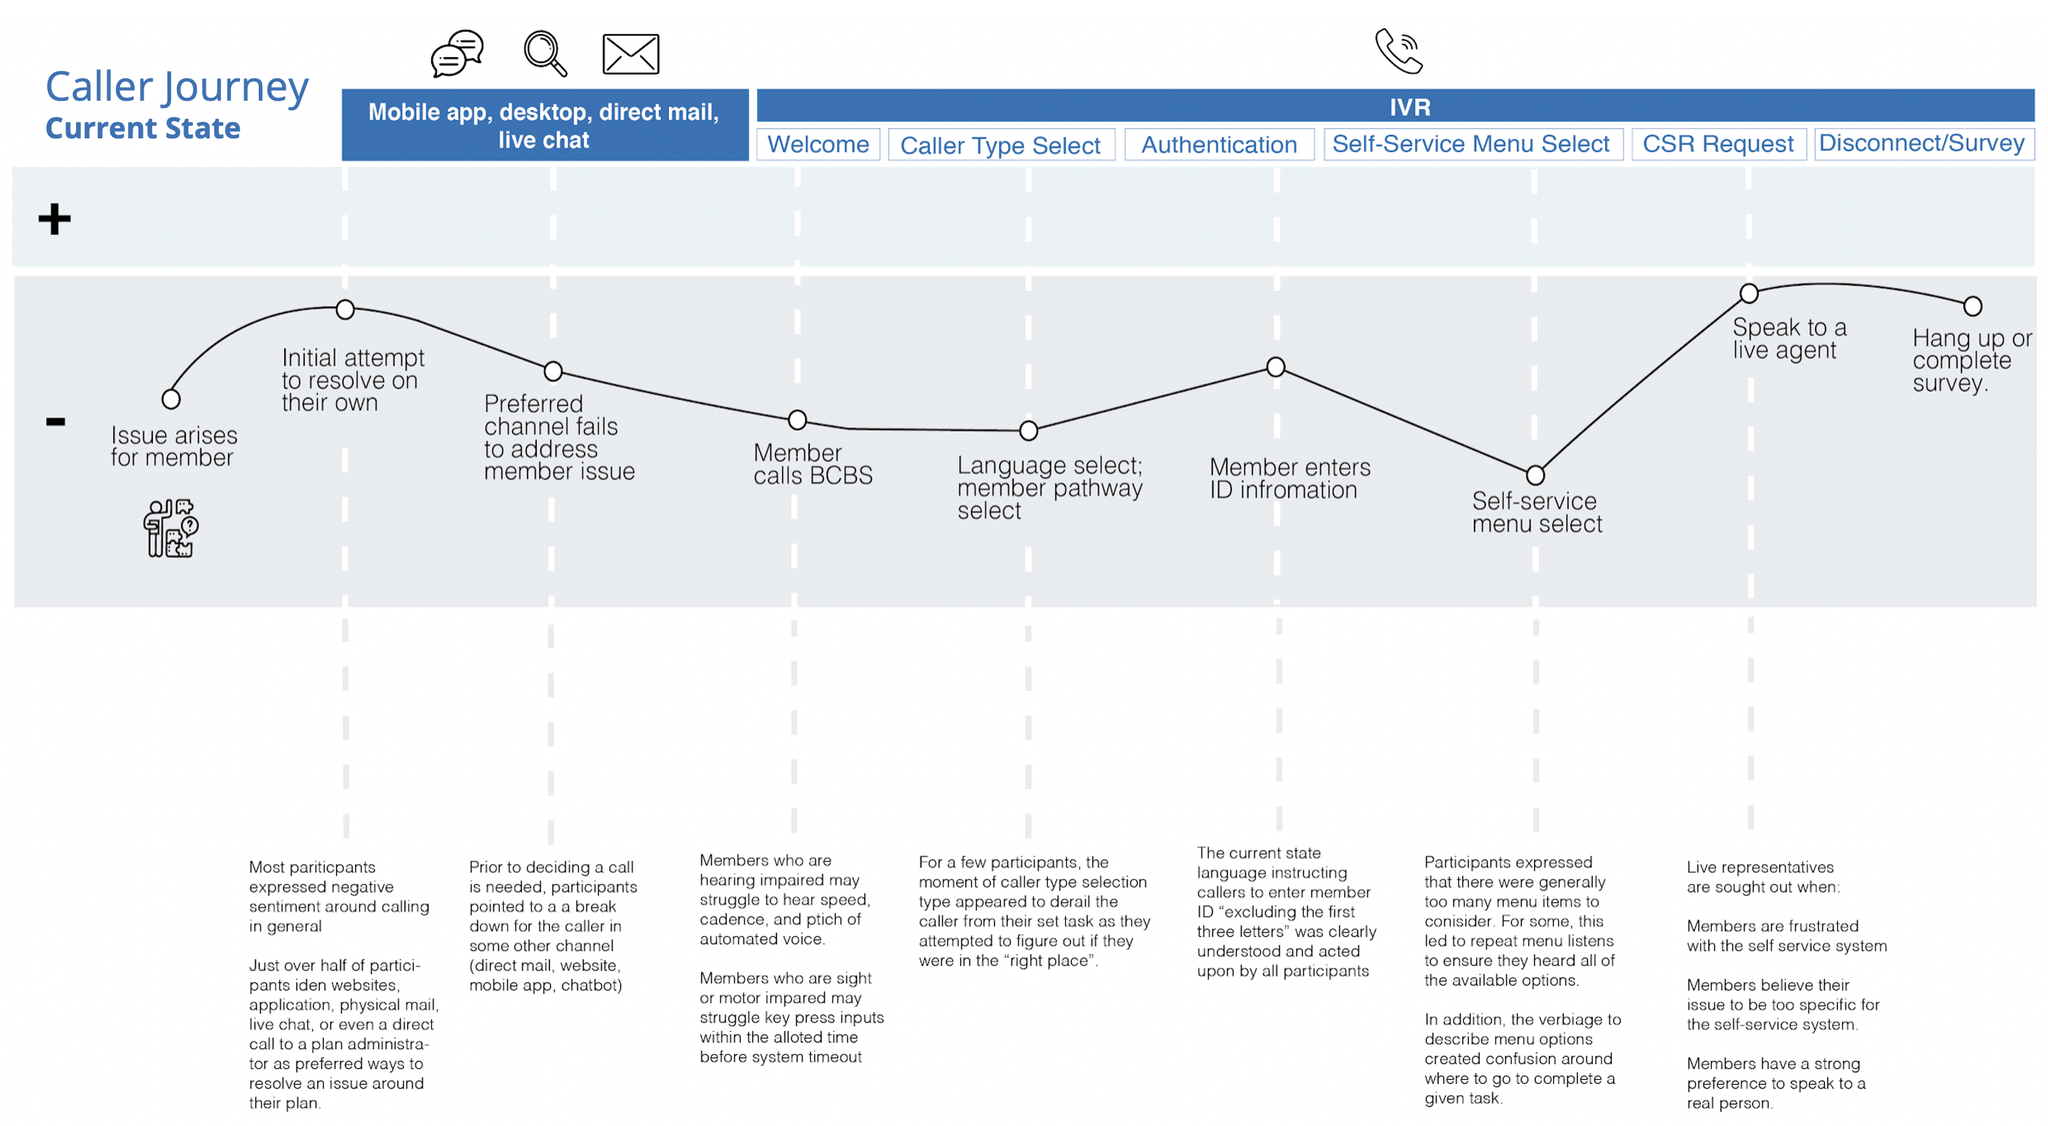 Caller Journey
Current State
Mobile app, desktop, direct mail,
live chat
IVR
Welcome
Caller Type Select
Authentication
Self-Service Menu Select
CSR Request
Disconnect/Survey
+
-
Issue arises
for member
Initial attempt
to resolve on
their own
Preferred
channel fails
to address
member issue
Member
calls BCBS
Language select;
member pathway
select
Member enters
ID infromation
Self-service
menu select
Speak to a
live agent
Hang up or
complete
survey.
Most pariticpants
expressed negative
sentiment around calling
in general
Just over half of partici-
pants iden websites,
application, physical mail,
live chat, or even a direct
call to a plan administra-
tor as preferred ways to
resolve an issue around
their plan.
Prior to deciding a call
is needed, participants
pointed to a a break
down for the caller in
some other channel
(direct mail, website,
mobile app, chatbot)
Members who are
hearing impaired may
struggle to hear speed,
cadence, and ptich of
automated voice.
Members who are sight
or motor impared may
struggle key press inputs
within the alloted time
before system timeout
For a few participants, the
moment of caller type selection
type appeared to derail the
caller from their set task as they
attempted to figure out if they
were in the “right place”.
The current state
language instructing
callers to enter member
ID “excluding the first
three letters” was clearly
understood and acted
upon by all participants
Participants expressed
that there were generally
too many menu items to
conisider. For some, this
led to repeat menu listens
to ensure they heard all of
the available options.
In addition, the verbiage to
describe menu options
created confusion around
where to go to complete a
given task.
Live representatives
are sought out when:
Members are frustrated
with the self service system
Members believe their
issue to be too specific for
the self-service system.
Members have a strong
preference to speak to a
real person.